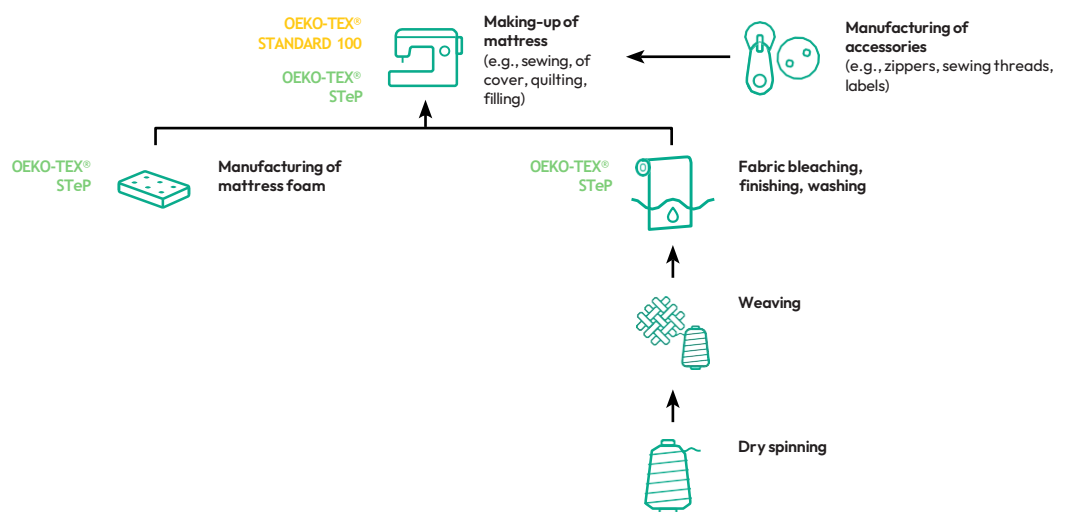 OEKO-TEX®
STANDARD 100
OEKO-TEX®
STeP
Making-up of
mattress
(e.g., sewing, of
cover, quilting,
filling)
Manufacturing of
accessories
(e.g., zippers, sewing threads,
labels)
OEKO-TEX®
STeP
Manufacturing of
mattress foam
OEKO-TEX®
STeP
Fabric bleaching,
finishing, washing
Weaving
Dry spinning